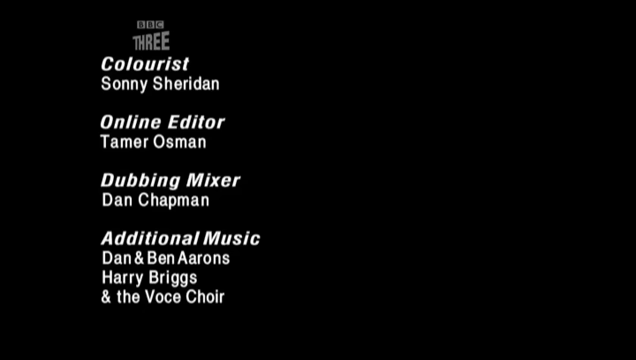 BBC
THREE
Colourist
Sonny Sheridan
Online Editor
Tamer Osman
Dubbing Mixer
Dan Chapman
Additional Music
Dan & Ben Aarons
Harry Briggs
& the Voce Choir